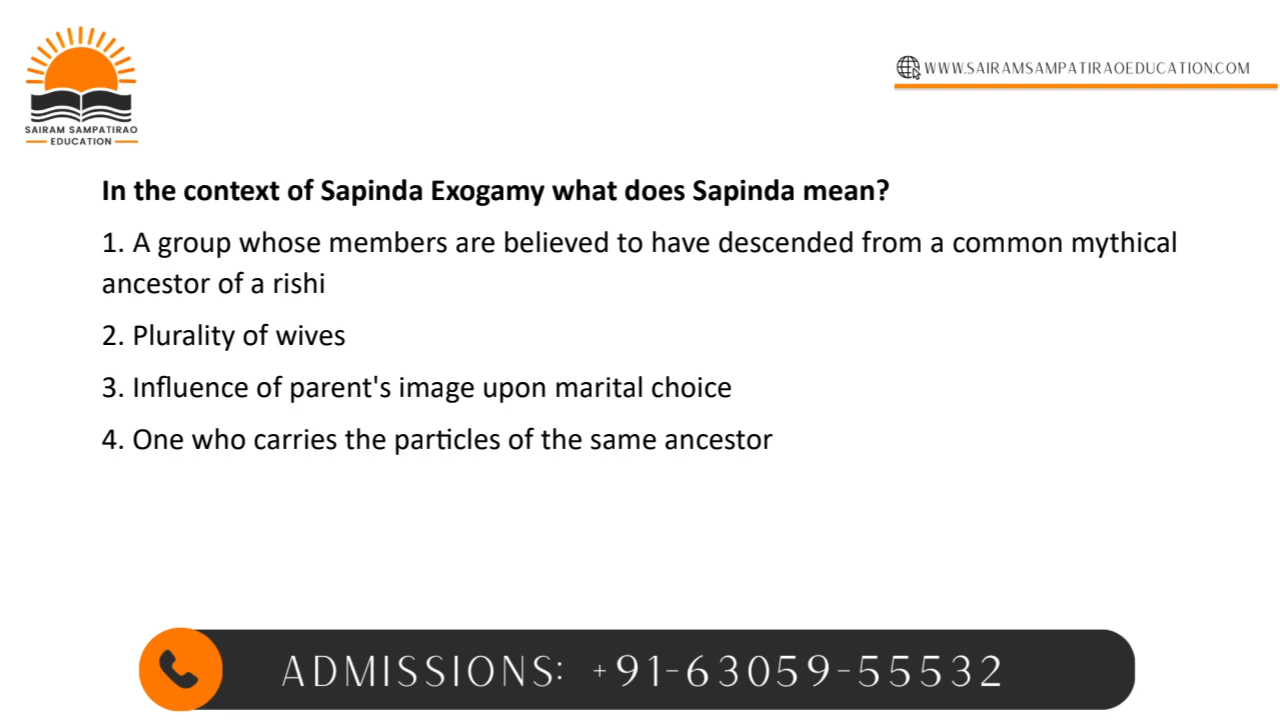 WWW.SAIRAMSAMPATIRAOEDUCATION.COM
SAIRAM SAMPATIRAO
EDUCATION
In the context of Sapinda Exogamy what does Sapinda mean?
1. A group whose members are believed to have descended from a common mythical
ancestor of a rishi
2. Plurality of wives
3. Influence of parent's image upon marital choice
4. One who carries the particles of the same ancestor
ADMISSIONS: +91-63059-55532